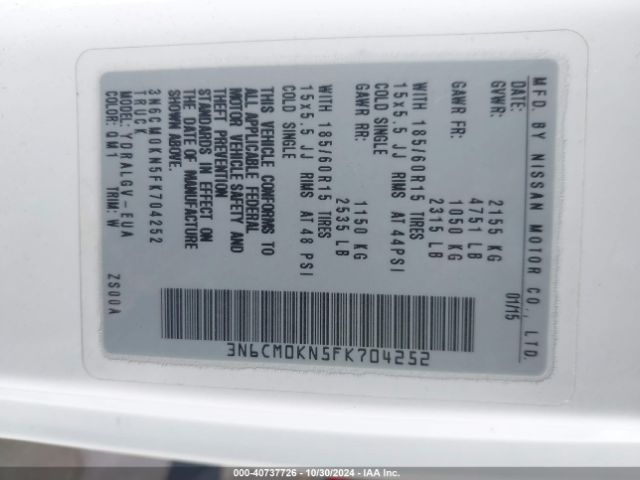 MFD. BY NISSAN MOTOR CO., LTD.
01/15
GVWR: 2155 KG
4751 LB
GAWR FR: 1050 KG
2315 LB
WITH 185/60R15 TIRES
15x5.5 JJ RIMS AT 44PSI
COLD SINGLE
GAWR RR: 1150 KG
2535 LB
WITH 185/60R15 TIRES
15x5.5 JJ RIMS AT 48 PSI
COLD SINGLE
THIS VEHICLE CONFORMS TO
ALL APPLICABLE FEDERAL
MOTOR VEHICLE SAFETY AND
THEFT PREVENTION
STANDARDS IN EFFECT ON
THE DATE OF MANUFACTURE
SHOWN ABOVE.
3N6CM0KN5FK704252
TRUCK
MODEL: YDRALGV-EUA
COLOR: QM1 TRIM: W
ZS00A
3N6CM0KN5FK704252
000-40737726 - 10/30/2024 - IAA Inc.